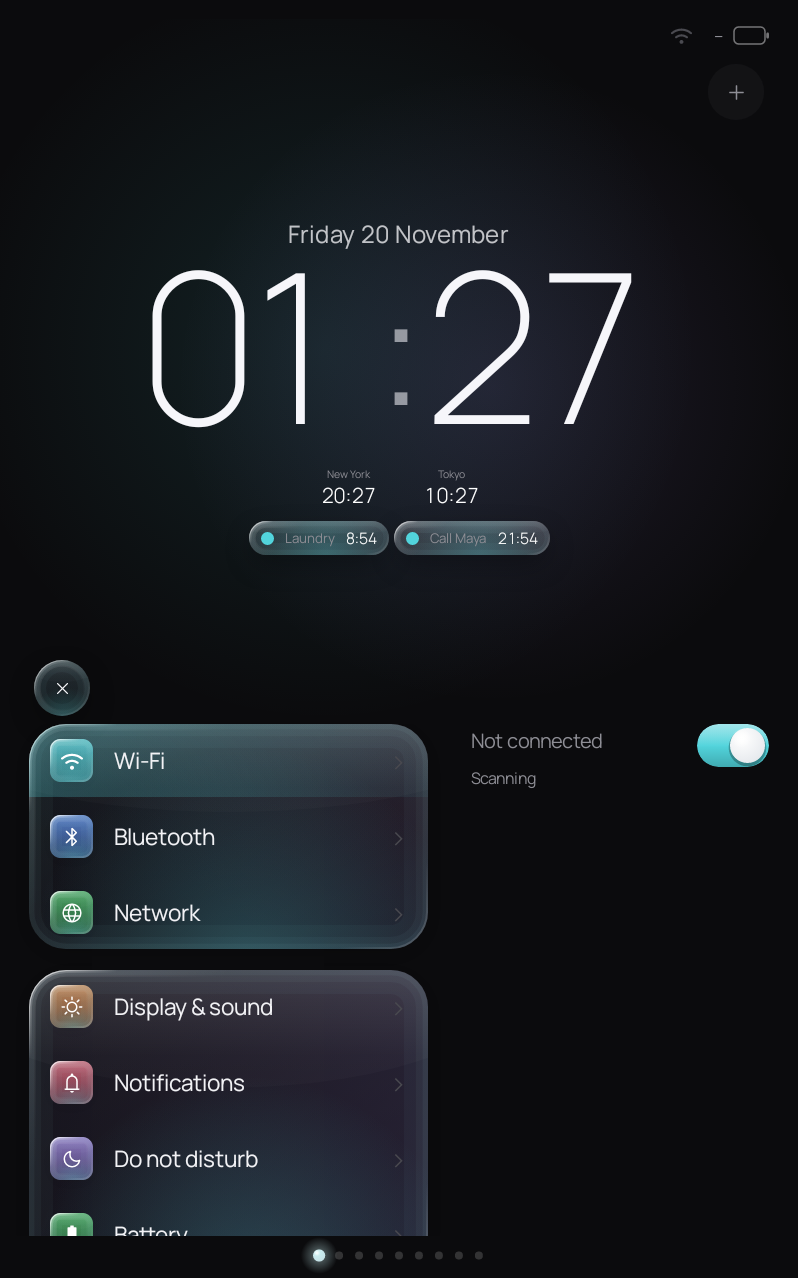 –
+
Friday 20 November
01:27
New York Tokyo
20:27 10:27
Laundry 8:54 Call Maya 21:54
Wi-Fi
Not connected
Scanning
Bluetooth
Network
Display & sound
Notifications
Do not disturb
Battery